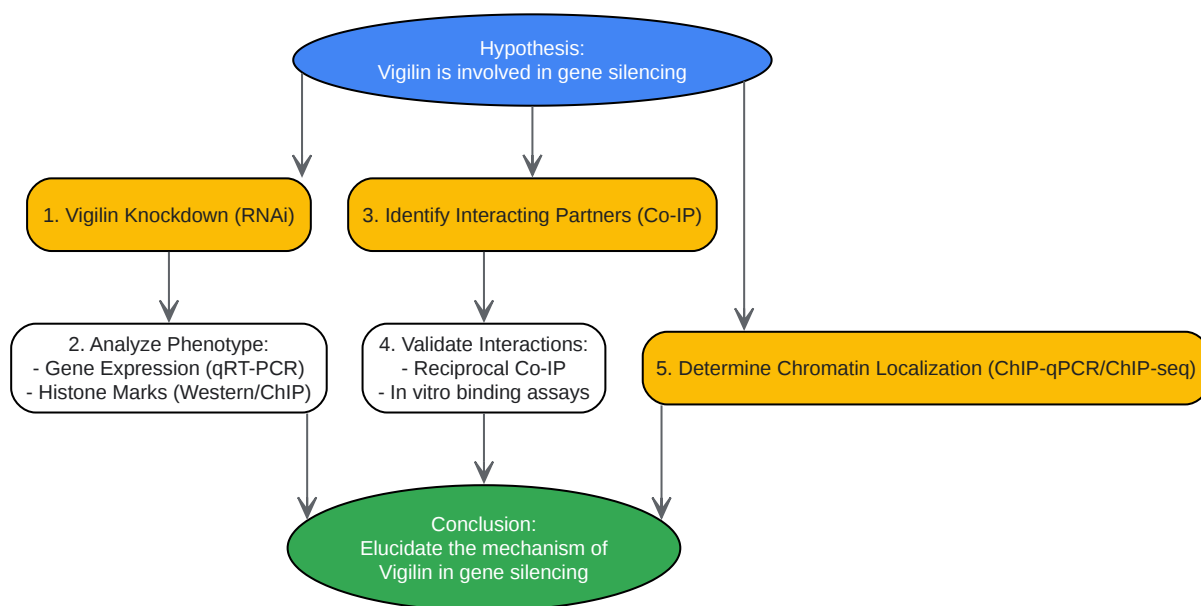 Hypothesis:
Vigilin is involved in gene silencing
1. Vigilin Knockdown (RNAi)
3. Identify Interacting Partners (Co-IP)
2. Analyze Phenotype:
- Gene Expression (qRT-PCR)
- Histone Marks (Western/ChIP)
4. Validate Interactions:
- Reciprocal Co-IP
- In vitro binding assays
5. Determine Chromatin Localization (ChIP-qPCR/ChIP-seq)
Conclusion:
Elucidate the mechanism of
Vigilin in gene silencing